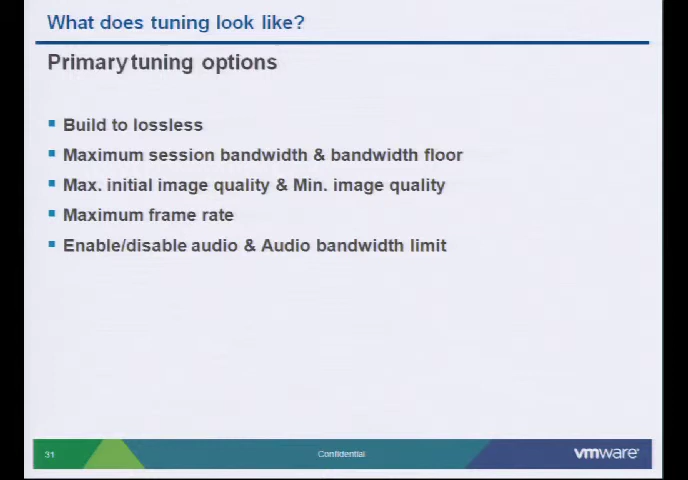 What does tuning look like?
Primary tuning options
Build to lossless
Maximum session bandwidth & bandwidth floor
Max. initial image quality & Min. image quality
Maximum frame rate
Enable/disable audio & Audio bandwidth limit
31
Confidential
vmware